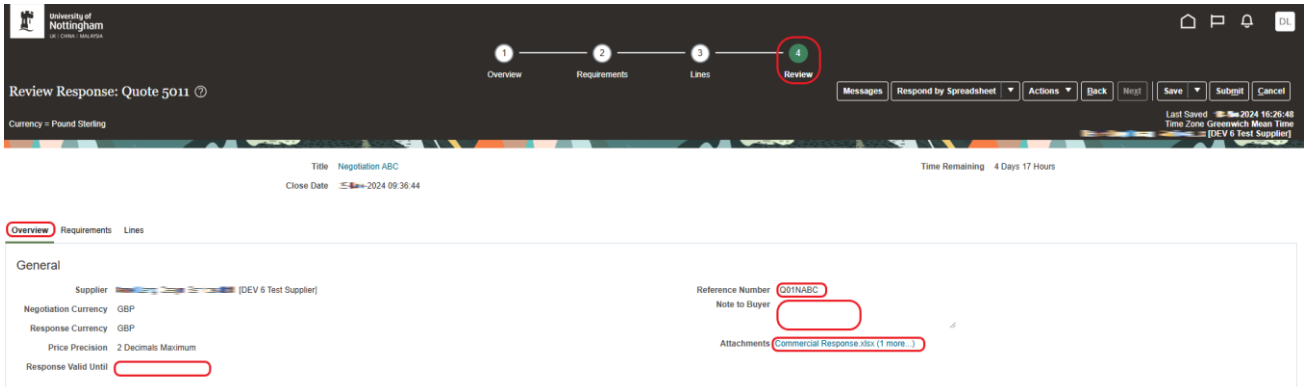 University of
Nottingham
UK | CHINA | MALAYSIA
DL
1 2 3 4
Overview Requirements Lines Review
Review Response: Quote 5011 ?
Messages Respond by Spreadsheet Actions Back Next Save Submit Cancel
Currency = Pound Sterling
Last Saved 2024 16:26:48
Time Zone Greenwich Mean Time
[DEV 6 Test Supplier]
Title Negotiation ABC
Time Remaining 4 Days 17 Hours
Close Date -2024 09:36:44
Overview Requirements Lines
General
Supplier [DEV 6 Test Supplier]
Reference Number Q01NABC
Negotiation Currency GBP
Note to Buyer
Response Currency GBP
Price Precision 2 Decimals Maximum
Attachments Commercial Response.xlsx (1 more...)
Response Valid Until